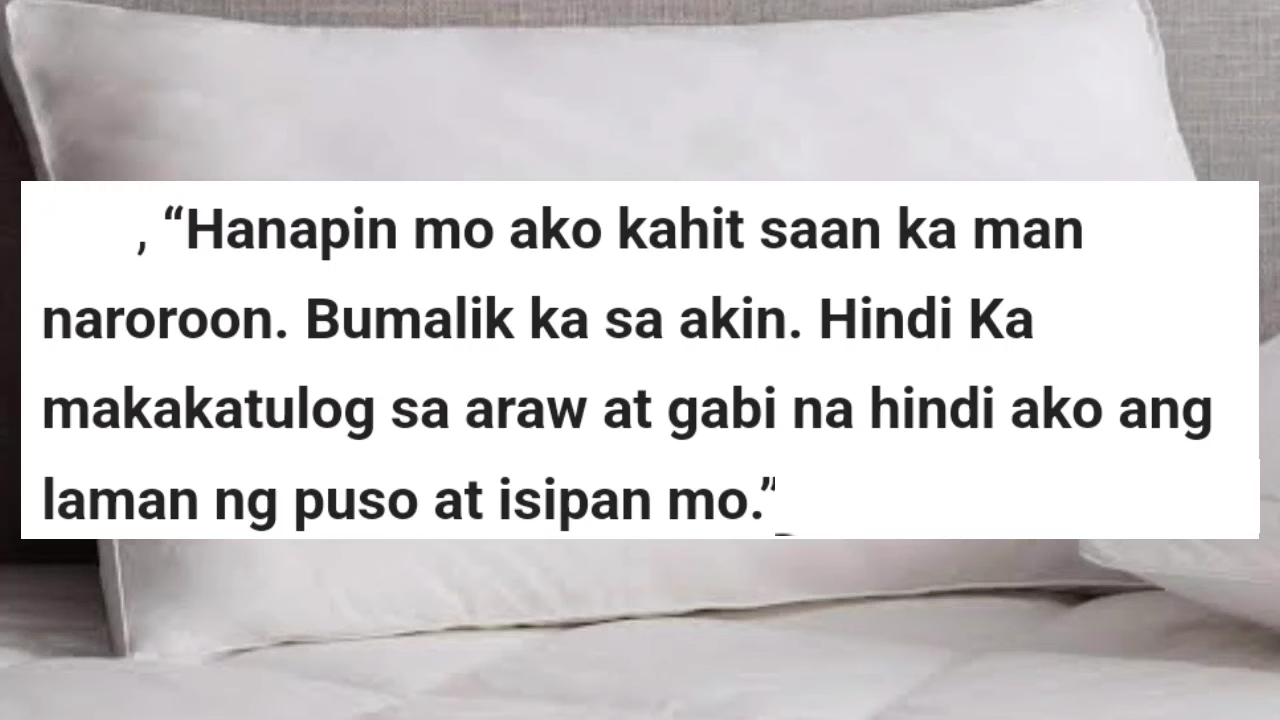 , “Hanapin mo ako kahit saan ka man
naroroon. Bumalik ka sa akin. Hindi Ka
makakatulog sa araw at gabi na hindi ako ang
laman ng puso at isipan mo.”